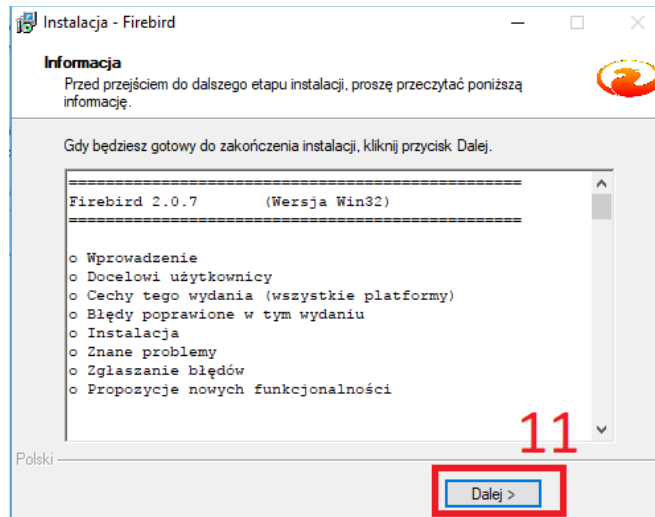 Instalacja - Firebird
Informacja
Przed przejściem do dalszego etapu instalacji, proszę przeczytać poniższą
informację.
Gdy będziesz gotowy do zakończenia instalacji, kliknij przycisk Dalej.
==================================================
Firebird 2.0.7 (Wersja Win32)
==================================================
o Wprowadzenie
o Docelowi użytkownicy
o Cechy tego wydania (wszystkie platformy)
o Błędy poprawione w tym wydaniu
o Instalacja
o Znane problemy
o Zgłaszanie błędów
o Propozycje nowych funkcjonalności
11
Polski
Dalej >